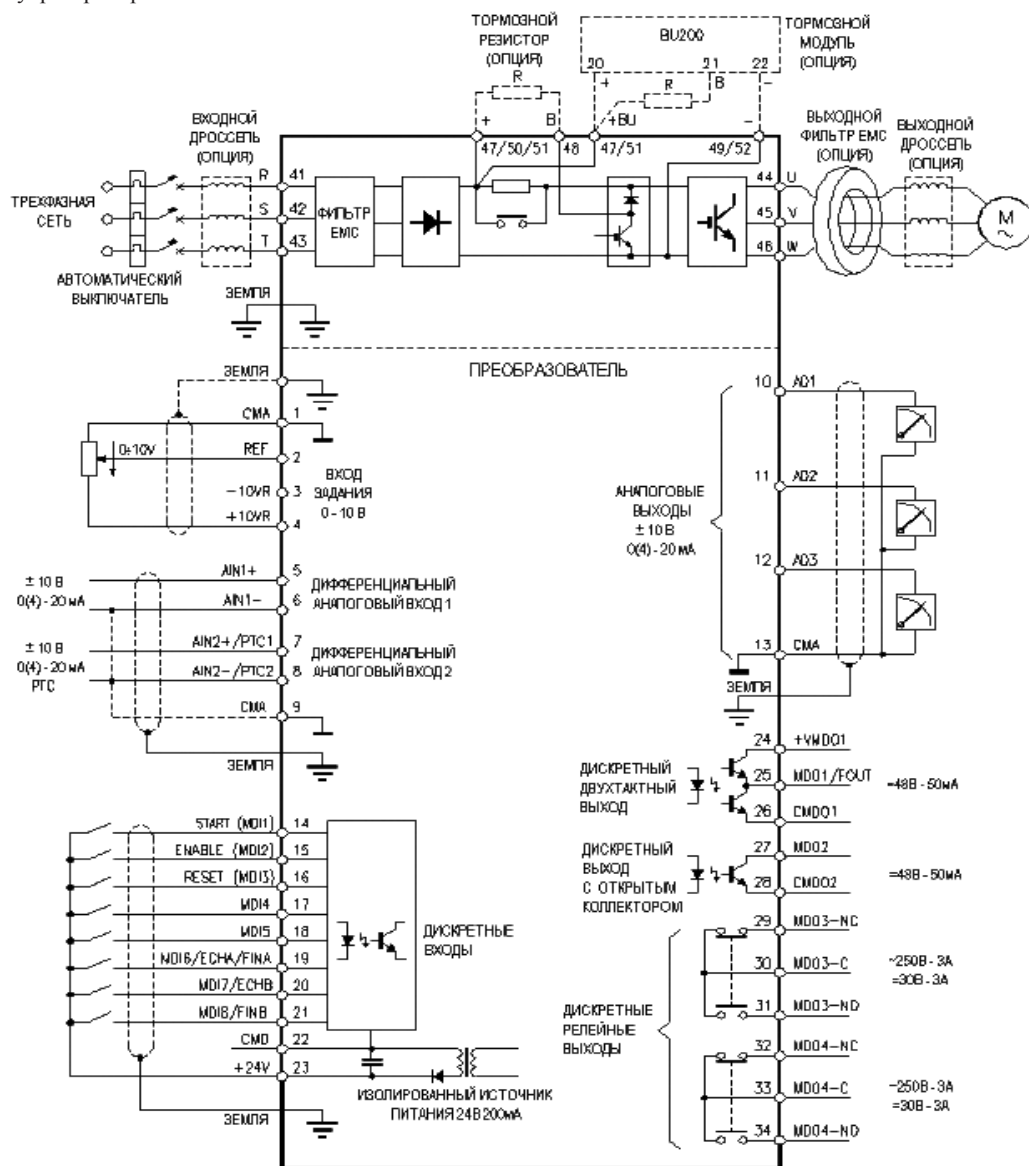 ТОРМОЗНОЙ
РЕЗИСТОР
(ОПЦИЯ)
R
+
B
BU200
20
21
22
+
R
B
-
+BU
-
ТОРМОЗНОЙ
МОДУЛЬ
(ОПЦИЯ)
ВХОДНОЙ
ДРОССЕЛЬ
(ОПЦИЯ)
ВЫХОДНОЙ
ФИЛЬТР EMC
(ОПЦИЯ)
ВЫХОДНОЙ
ДРОССЕЛЬ
(ОПЦИЯ)
47/50/51
48
47/51
49/52
ТРЕХФАЗНАЯ
СЕТЬ
R
41
S
42
T
43
ФИЛЬТР
EMC
44
U
45
V
46
W
M
~
АВТОМАТИЧЕСКИЙ
ВЫКЛЮЧАТЕЛЬ
ЗЕМЛЯ
ПРЕОБРАЗОВАТЕЛЬ
ЗЕМЛЯ
CMA
1
0±10V
REF
2
-10VR
3
+10VR
4
ВХОД
ЗАДАНИЯ
0-10 В
± 10 В
0(4)-20 мА
AIN1+
5
AIN1-
6
ДИФФЕРЕНЦИАЛЬНЫЙ
АНАЛОГОВЫЙ ВХОД 1
± 10 В
0(4)-20 мА
PTC
AIN2+/PTC1
7
AIN2-/PTC2
8
ДИФФЕРЕНЦИАЛЬНЫЙ
АНАЛОГОВЫЙ ВХОД 2
CMA
9
ЗЕМЛЯ
АНАЛОГОВЫЕ
ВЫХОДЫ
± 10 В
0(4)-20 мА
10
AO1
11
AO2
12
AO3
13
CMA
ЗЕМЛЯ
START (MDI1)
14
ENABLE (MDI2)
15
RESET (MDI3)
16
MDI4
17
MDI5
18
MDI6/ECHA/FINA
19
MDI7/ECHB
20
MDI8/FINB
21
CMD
22
+24V
23
ДИСКРЕТНЫЕ
ВХОДЫ
ИЗОЛИРОВАННЫЙ ИСТОЧНИК
ПИТАНИЯ 24В 200мА
ЗЕМЛЯ
ДИСКРЕТНЫЙ
ДВУХТАКТНЫЙ
ВЫХОД
24
+VMDO1
25
MDO1/FOUT
26
CMDO1
=48В-50мА
ДИСКРЕТНЫЙ
ВЫХОД
С ОТКРЫТЫМ
КОЛЛЕКТОРОМ
27
MDO2
28
CMDO2
=48В-50мА
ДИСКРЕТНЫЕ
РЕЛЕЙНЫЕ
ВЫХОДЫ
29
MDO3-NC
30
MDO3-C
31
MDO3-NO
~250В-3А
=30В-3А
32
MDO4-NC
33
MDO4-C
34
MDO4-NO
~250В-3А
=30В-3А